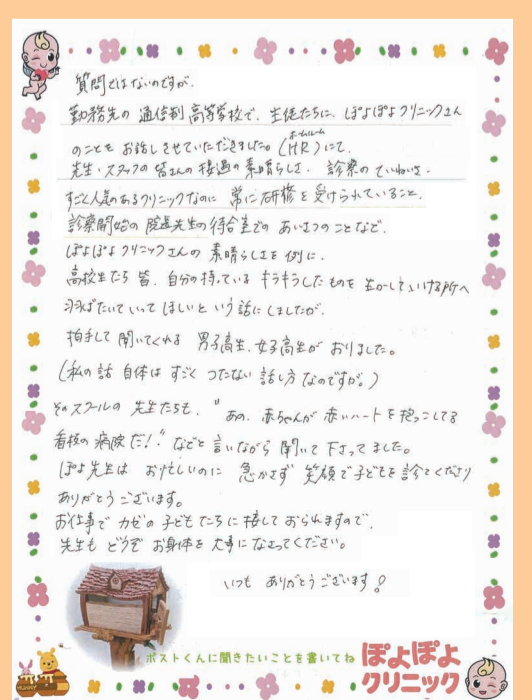 質問ではないのですが、
勤務先の 通信制 高等学校で、生徒たちに、ぽよぽよクリニックさん
のことを お話しさせていただきました。(HR)にて、
ホームルーム
先生・スタッフの 皆さんの 接遇の 素晴らしさ、 診察の ていねいさ、
すごく人気のあるクリニックなのに 常に 研修 を 受けられていること、
診察開始の 院長先生の 待合室での あいさつの ことなど、
ぽよぽよ クリニックさんの 素晴らしさを 例に、
高校生たち 皆、自分の持っている キラキラしたものを 生かしていける所へ
羽ばたいていって ほしいと いう話に しましたが、
拍手して 聞いてくれる 男子高生、女子高生が おりました。
(私の話 自体は すごく つたない 話し方 なのですが。)
そのスクールの 先生たちも、"あの、赤ちゃんが 赤いハートを 抱っこしてる
看板の 病院 だ!" などと 言いながら 聞いて 下さってました。
ぽよ先生は お忙しいのに 急かさず 笑顔で 子どもを 診てくださり
ありがとうございます。
お仕事で カゼの 子ども たちに 接して おられますので、
先生も どうぞ お身体を 大事に なさってください。
いつも ありがとうございます!
ポストくんに聞きたいことを書いてね
ぽよぽよ
クリニック
HUNNY